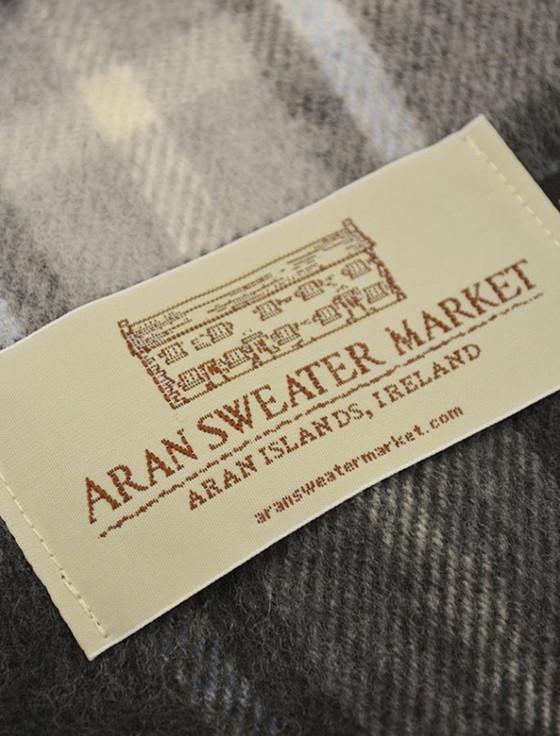 ARAN SWEATER MARKET
ARAN ISLANDS, IRELAND
aransweatermarket.com